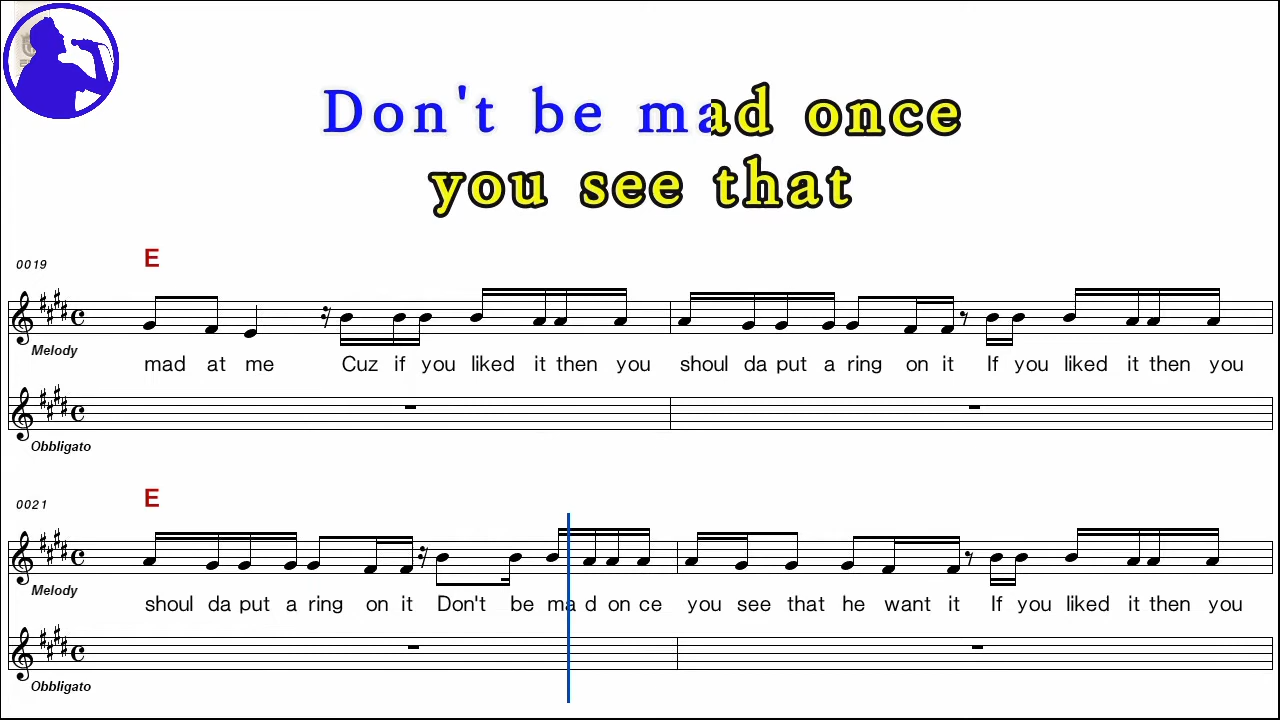 Don't be mad once
you see that
E
0019
Melody
mad at me Cuz if you liked it then you shoul da put a ring on it If you liked it then you
Obbligato
E
0021
Melody
shoul da put a ring on it Don't be ma d on ce you see that he want it If you liked it then you
Obbligato